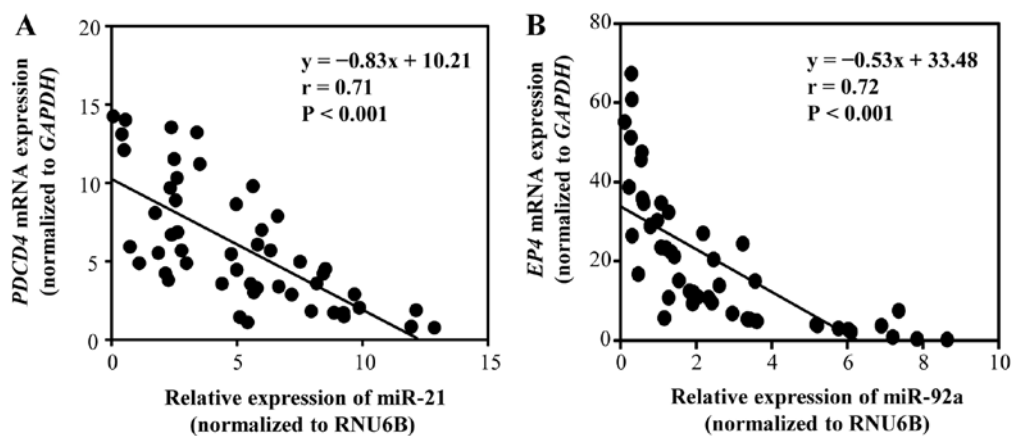 A
20
15
10
5
0
0
5
10
15
PDCD4 mRNA expression
(normalized to GAPDH)
y = −0.83x + 10.21
r = 0.71
P < 0.001
Relative expression of miR-21
(normalized to RNU6B)
B
80
60
40
20
0
0
2
4
6
8
10
EP4 mRNA expression
(normalized to GAPDH)
y = −0.53x + 33.48
r = 0.72
P < 0.001
Relative expression of miR-92a
(normalized to RNU6B)